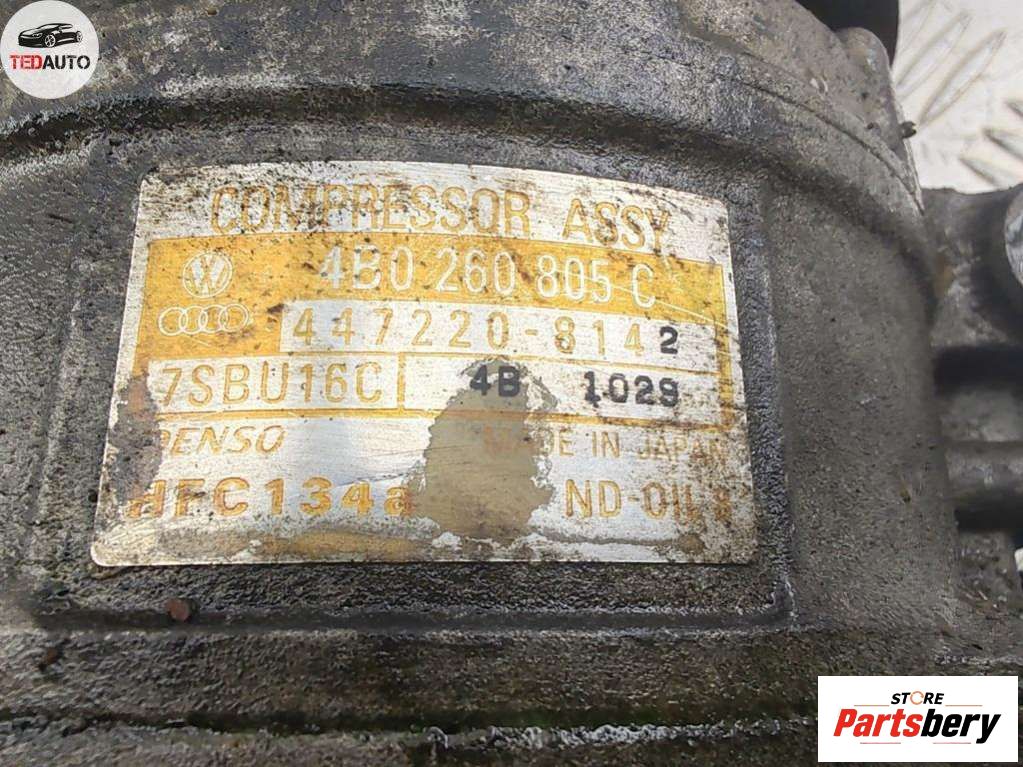 TEDAUTO
COMPRESSOR ASSY
4B0 260 805 C
447220-8142
7SBU16C 4B 1029
DENSO MADE IN JAPAN
HFC134a ND-OIL 8
STORE
Partsbery